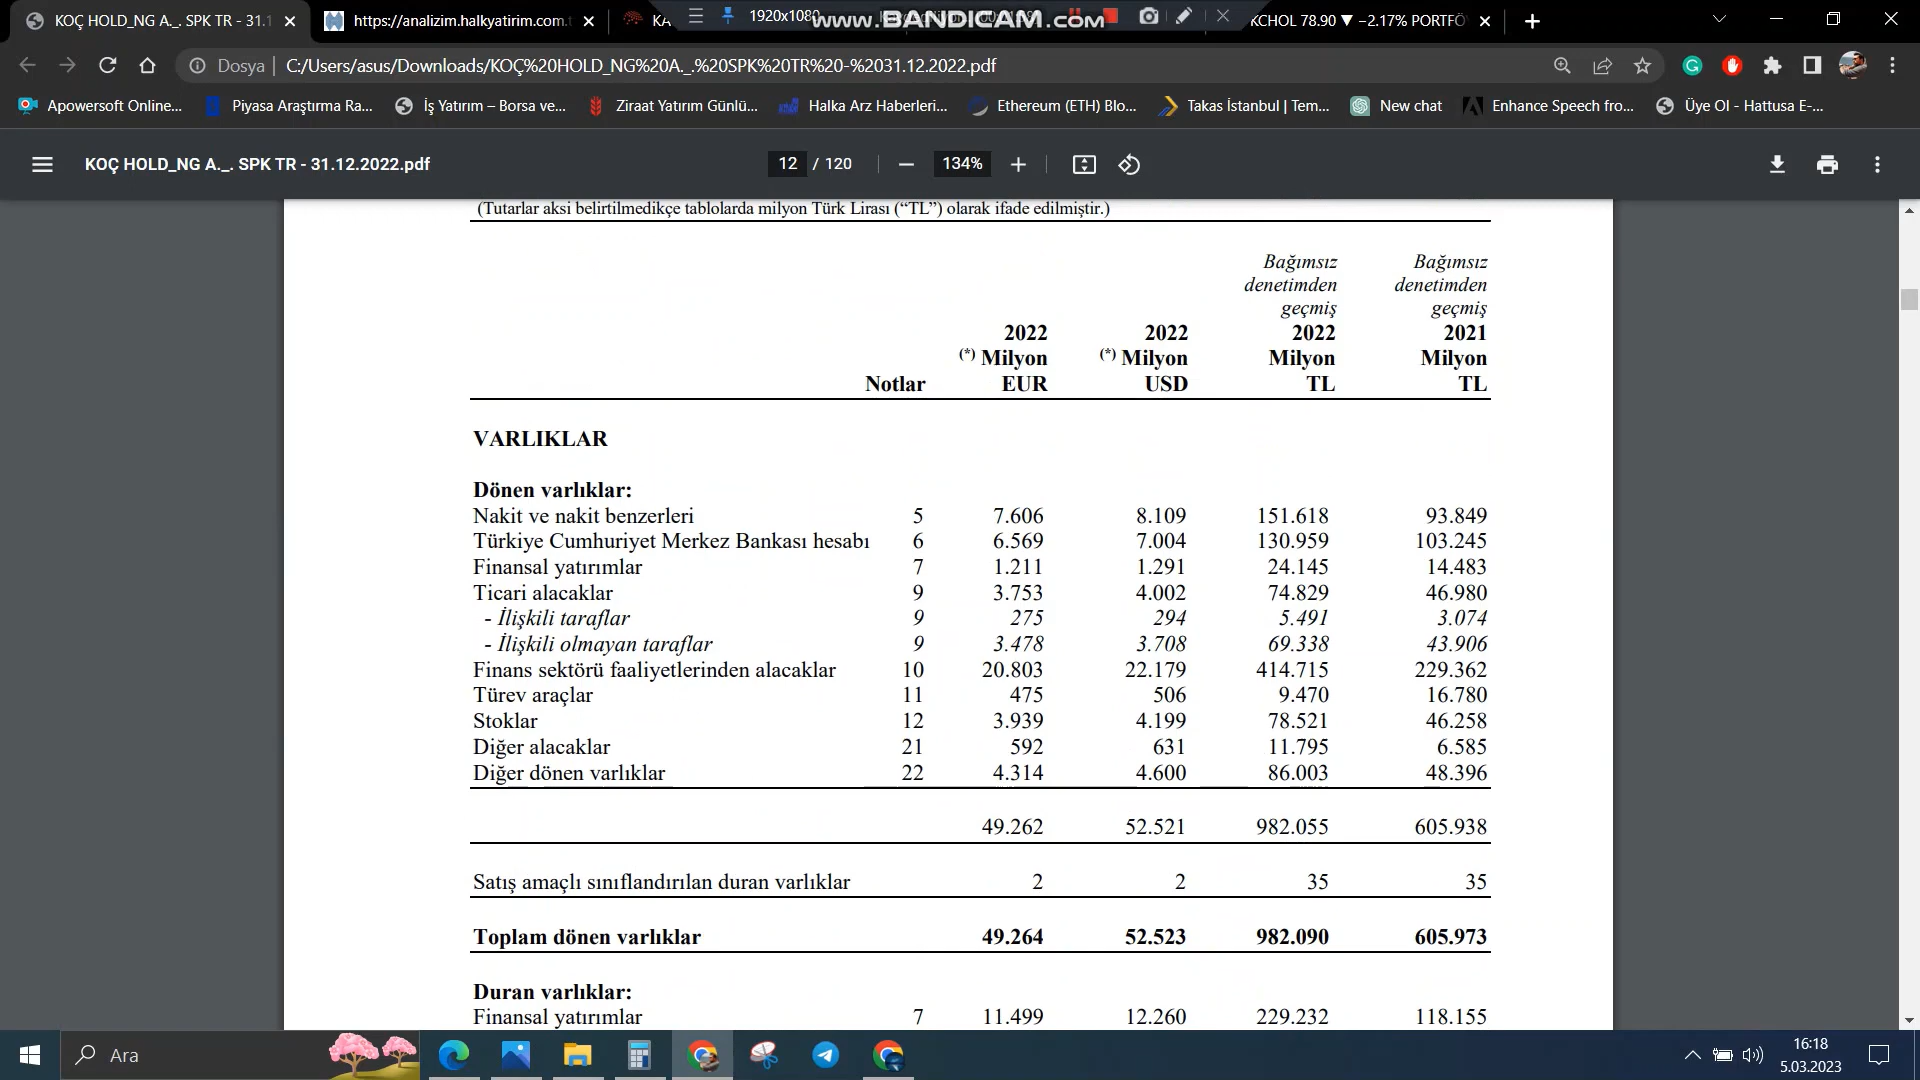 KOÇ HOLD_NG A._. SPK TR - 31.1
https://analizim.halkyatirim.com.t
KA
1920x1080
www.BANDICAM.com
KCHOL 78.90 ▼ −2.17% PORTFÖ
Dosya | C:/Users/asus/Downloads/KOÇ%20HOLD_NG%20A._.%20SPK%20TR%20-%2031.12.2022.pdf
Apowersoft Online... Piyasa Araştırma Ra... İş Yatırım – Borsa ve... Ziraat Yatırım Günlü... Halka Arz Haberleri... Ethereum (ETH) Blo... Takas İstanbul | Tem... New chat Enhance Speech fro... Üye Ol - Hattusa E-...
KOÇ HOLD_NG A._. SPK TR - 31.12.2022.pdf 12 / 120 134%
(Tutarlar aksi belirtilmedikçe tablolarda milyon Türk Lirası (“TL”) olarak ifade edilmiştir.)
Bağımsız Bağımsız
denetimden denetimden
geçmiş geçmiş
2022 2022 2022 2021
(*) Milyon (*) Milyon Milyon Milyon
Notlar EUR USD TL TL
VARLIKLAR
Dönen varlıklar:
Nakit ve nakit benzerleri 5 7.606 8.109 151.618 93.849
Türkiye Cumhuriyet Merkez Bankası hesabı 6 6.569 7.004 130.959 103.245
Finansal yatırımlar 7 1.211 1.291 24.145 14.483
Ticari alacaklar 9 3.753 4.002 74.829 46.980
- İlişkili taraflar 9 275 294 5.491 3.074
- İlişkili olmayan taraflar 9 3.478 3.708 69.338 43.906
Finans sektörü faaliyetlerinden alacaklar 10 20.803 22.179 414.715 229.362
Türev araçlar 11 475 506 9.470 16.780
Stoklar 12 3.939 4.199 78.521 46.258
Diğer alacaklar 21 592 631 11.795 6.585
Diğer dönen varlıklar 22 4.314 4.600 86.003 48.396
49.262 52.521 982.055 605.938
Satış amaçlı sınıflandırılan duran varlıklar 2 2 35 35
Toplam dönen varlıklar 49.264 52.523 982.090 605.973
Duran varlıklar:
Finansal yatırımlar 7 11.499 12.260 229.232 118.155
Ara
16:18
5.03.2023